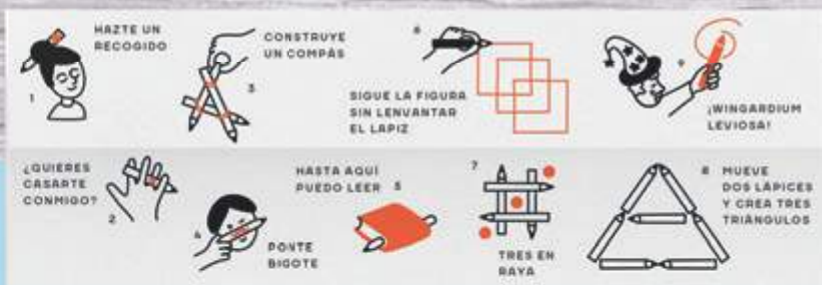 HAZTE UN
RECOGIDO
1
CONSTRUYE
UN COMPÁS
3
6
SIGUE LA FIGURA
SIN LENVANTAR
EL LAPIZ
9
¡WINGARDIUM
LEVIOSA!
¿QUIERES
CASARTE
CONMIGO?
2
4
PONTE
BIGOTE
HASTA AQUÍ
PUEDO LEER 5
7
TRES EN
RAYA
8 MUEVE
DOS LÁPICES
Y CREA TRES
TRIÁNGULOS